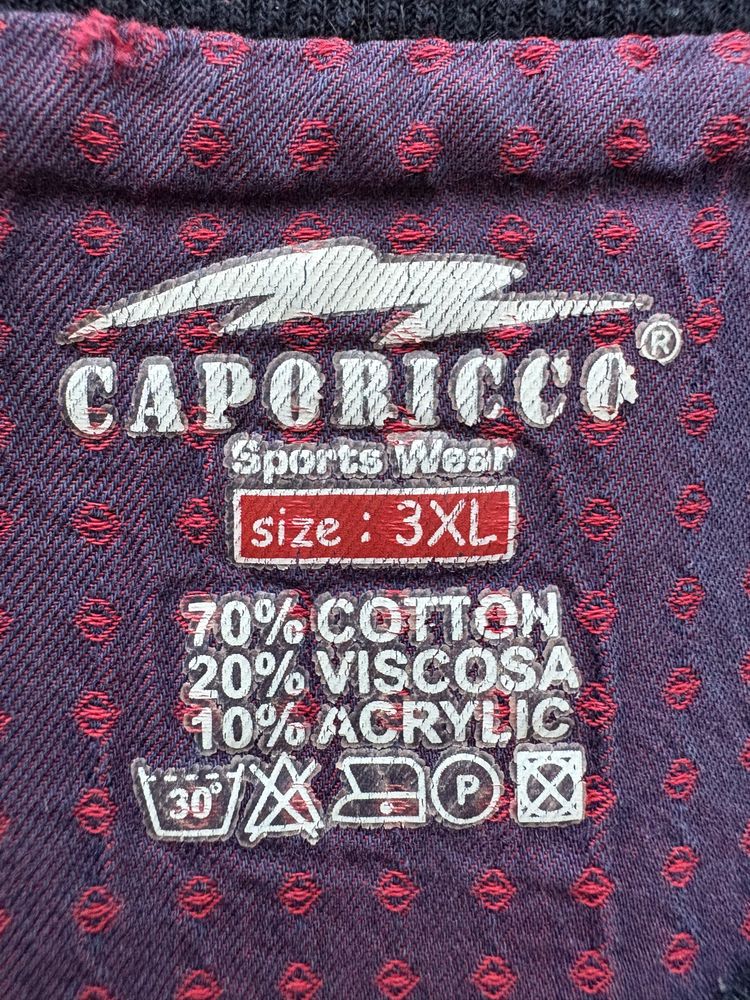 CAPORICCO®
Sports Wear
size : 3XL
70% COTTON
20% VISCOSA
10% ACRYLIC
30° P